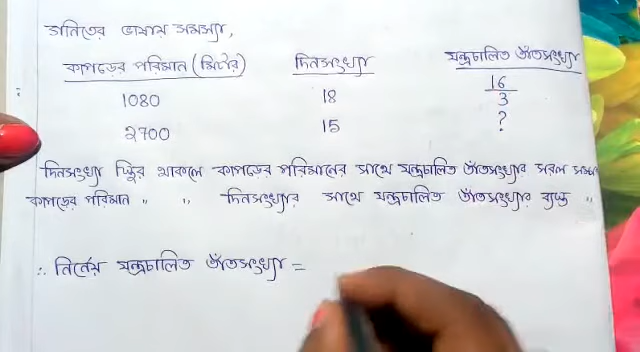 গনিতের ভাষায় সমস্যা,
কাপড়ের পরিমান (মিটার) দিনসংখ্যা যন্ত্রচালিত তাঁতসংখ্যা
1080 18 16/3
2700 15 ?
দিনসংখ্যা স্থির থাকলে কাপড়ের পরিমানের সাথে যন্ত্রচালিত তাঁতসংখ্যার সরল
কাপড়ের পরিমান " " দিনসংখ্যার সাথে যন্ত্রচালিত তাঁতসংখ্যার ব্যস্ত "
∴ নির্নেয় যন্ত্রচালিত তাঁতসংখ্যা =